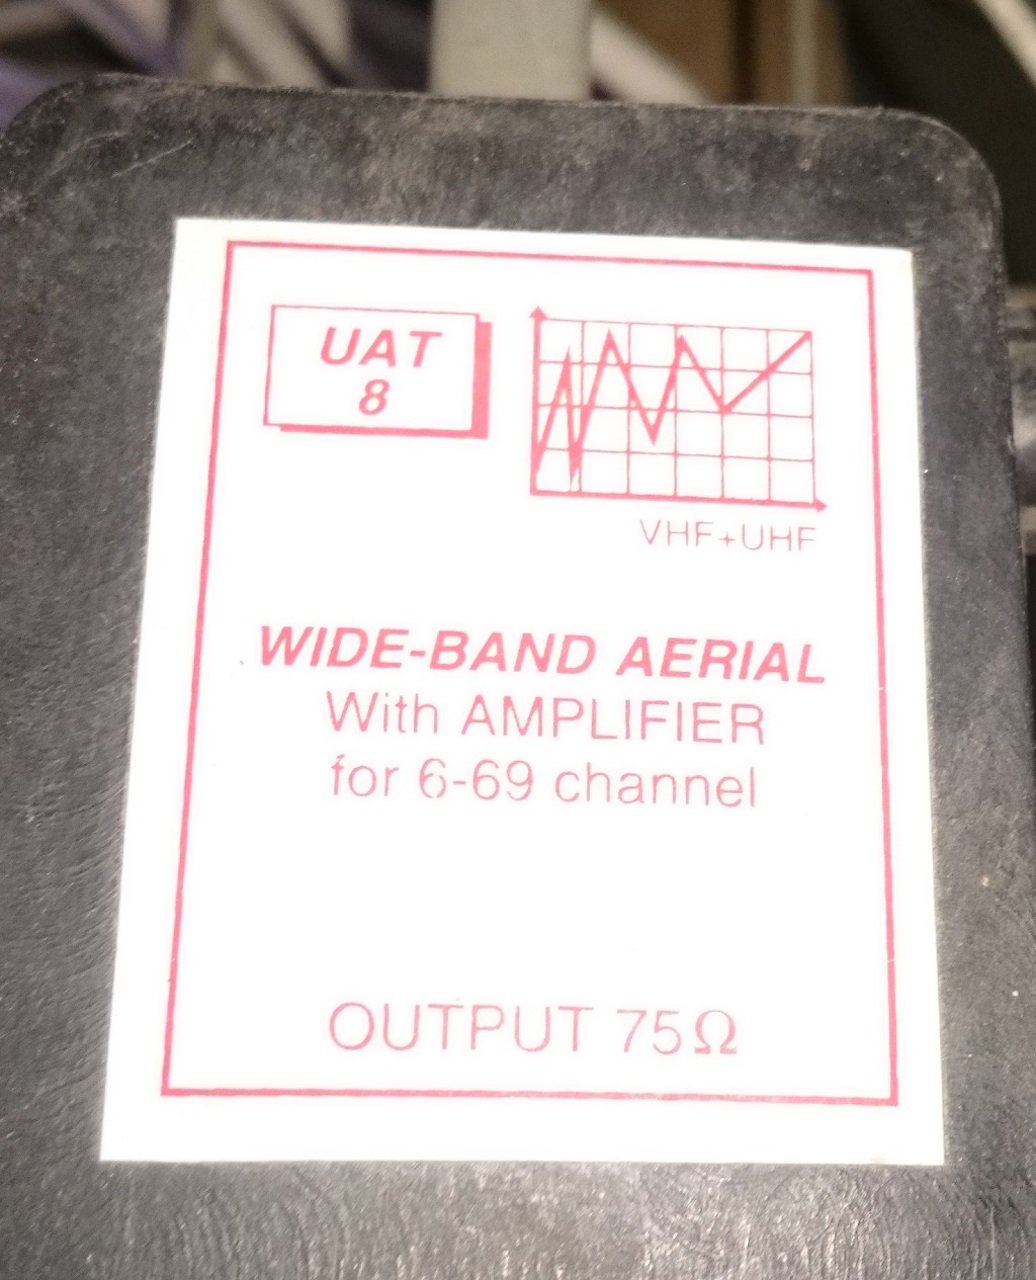 UAT
8
VHF+UHF
WIDE-BAND AERIAL
With AMPLIFIER
for 6-69 channel
OUTPUT 75Ω